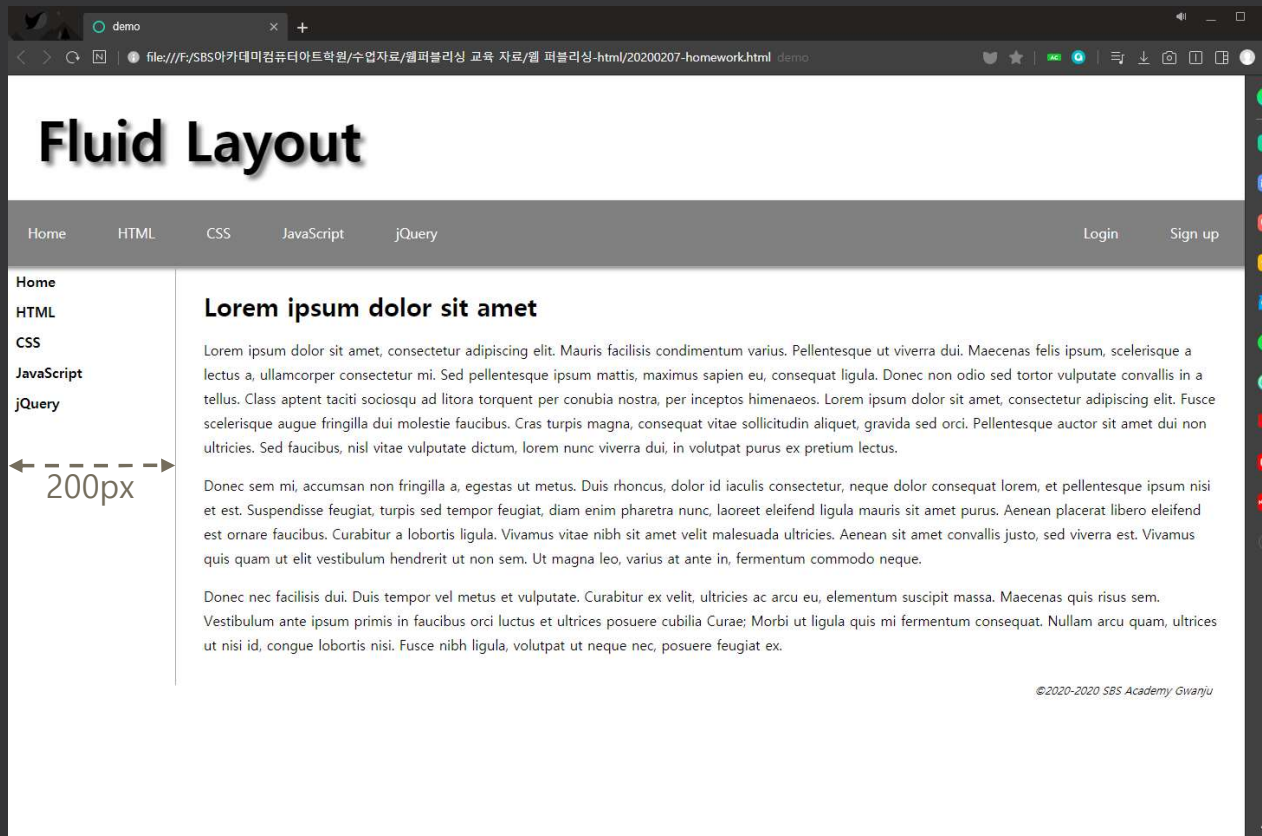 demo
N
file:///F:/SBS아카데미컴퓨터아트학원/수업자료/웹퍼블리싱 교육 자료/웹 퍼블리싱-html/20200207-homework.html demo
AC
Fluid Layout
Home HTML CSS JavaScript jQuery Login Sign up
Home
HTML
CSS
JavaScript
jQuery
200px
Lorem ipsum dolor sit amet
Lorem ipsum dolor sit amet, consectetur adipiscing elit. Mauris facilisis condimentum varius. Pellentesque ut viverra dui. Maecenas felis ipsum, scelerisque a
lectus a, ullamcorper consectetur mi. Sed pellentesque ipsum mattis, maximus sapien eu, consequat ligula. Donec non odio sed tortor vulputate convallis in a
tellus. Class aptent taciti sociosqu ad litora torquent per conubia nostra, per inceptos himenaeos. Lorem ipsum dolor sit amet, consectetur adipiscing elit. Fusce
scelerisque augue fringilla dui molestie faucibus. Cras turpis magna, consequat vitae sollicitudin aliquet, gravida sed orci. Pellentesque auctor sit amet dui non
ultricies. Sed faucibus, nisl vitae vulputate dictum, lorem nunc viverra dui, in volutpat purus ex pretium lectus.
Donec sem mi, accumsan non fringilla a, egestas ut metus. Duis rhoncus, dolor id iaculis consectetur, neque dolor consequat lorem, et pellentesque ipsum nisi
et est. Suspendisse feugiat, turpis sed tempor feugiat, diam enim pharetra nunc, laoreet eleifend ligula mauris sit amet purus. Aenean placerat libero eleifend
est ornare faucibus. Curabitur a lobortis ligula. Vivamus vitae nibh sit amet velit malesuada ultricies. Aenean sit amet convallis justo, sed viverra est. Vivamus
quis quam ut elit vestibulum hendrerit ut non sem. Ut magna leo, varius at ante in, fermentum commodo neque.
Donec nec facilisis dui. Duis tempor vel metus et vulputate. Curabitur ex velit, ultricies ac arcu eu, elementum suscipit massa. Maecenas quis risus sem.
Vestibulum ante ipsum primis in faucibus orci luctus et ultrices posuere cubilia Curae; Morbi ut ligula quis mi fermentum consequat. Nullam arcu quam, ultrices
ut nisi id, congue lobortis nisi. Fusce nibh ligula, volutpat ut neque nec, posuere feugiat ex.
©2020-2020 SBS Academy Gwanju